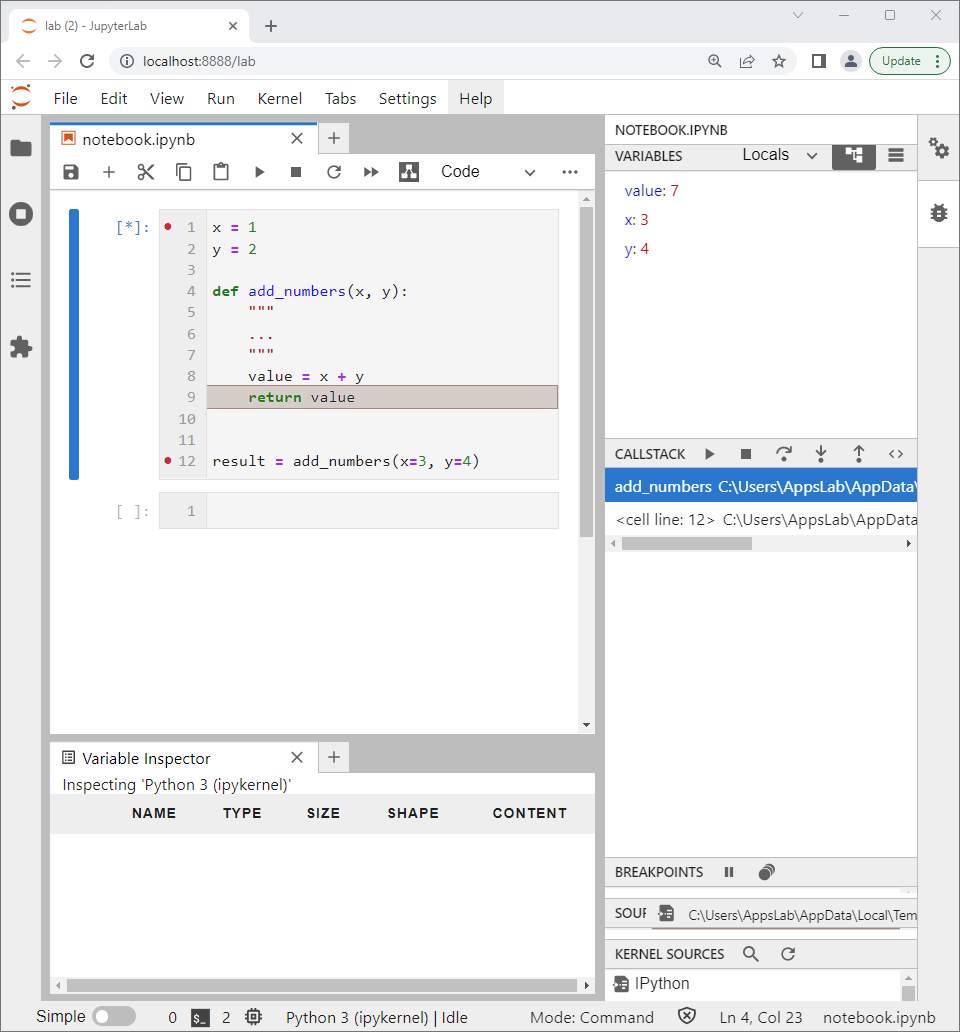 lab (2) - JupyterLab
localhost:8888/lab
Update
File Edit View Run Kernel Tabs Settings Help
notebook.ipynb
Code
[*]:
1 x = 1
2 y = 2
3
4 def add_numbers(x, y):
5 """
6 ...
7 """
8 value = x + y
9 return value
10
11
12 result = add_numbers(x=3, y=4)
[ ]:
1
Variable Inspector
Inspecting 'Python 3 (ipykernel)'
NAME TYPE SIZE SHAPE CONTENT
NOTEBOOK.IPYNB
VARIABLES Locals
value: 7
x: 3
y: 4
CALLSTACK
add_numbers C:\Users\AppsLab\AppData\
<cell line: 12> C:\Users\AppsLab\AppData
BREAKPOINTS
SOUR C:\Users\AppsLab\AppData\Local\Tem
KERNEL SOURCES
IPython
Simple 0 $_ 2 Python 3 (ipykernel) | Idle Mode: Command Ln 4, Col 23 notebook.ipynb